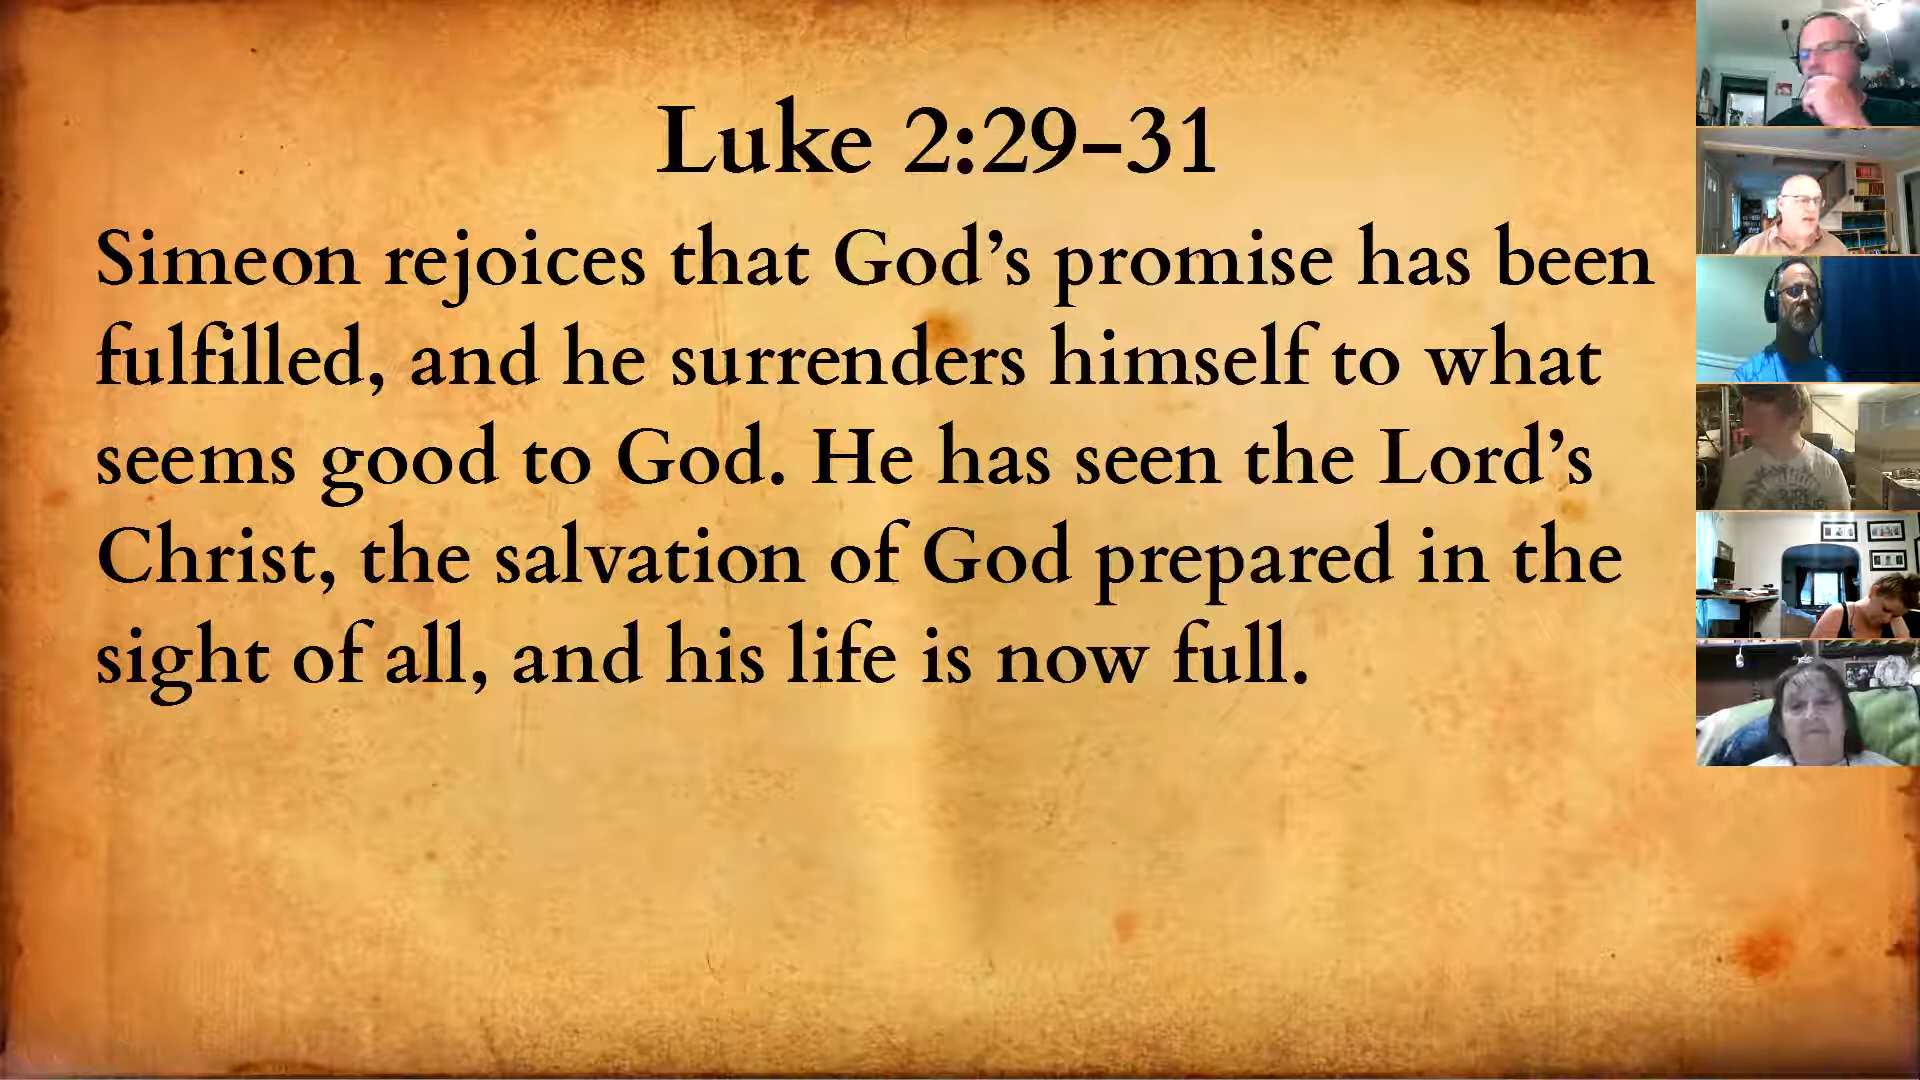 Luke 2:29–31
Simeon rejoices that God’s promise has been
fulfilled, and he surrenders himself to what
seems good to God. He has seen the Lord’s
Christ, the salvation of God prepared in the
sight of all, and his life is now full.